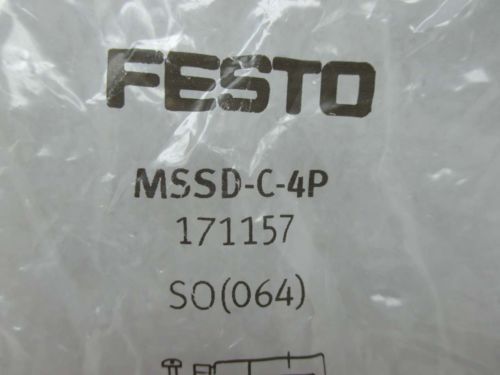 FESTO
MSSD-C-4P
171157
SO(064)